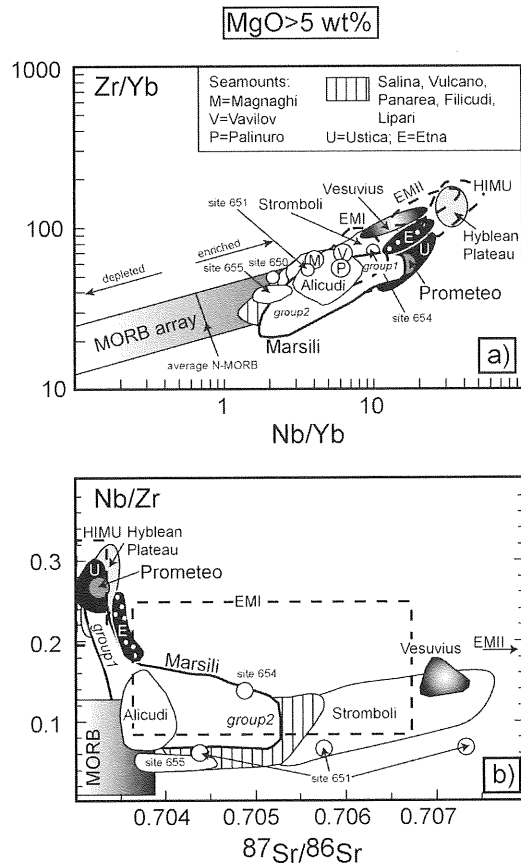 MgO>5 wt%
1000
Zr/Yb
Seamounts:
M=Magnaghi
V=Vavilov
P=Palinuro
Salina, Vulcano,
Panarea, Filicudi,
Lipari
U=Ustica; E=Etna
HIMU
EMII
Vesuvius
EMI
Stromboli
site 651
100
Hyblean
Plateau
enriched
depleted
site 650
site 655
M
V
P
E
U
group1
Alicudi
Prometeo
group2
site 654
MORB array
Marsili
average N-MORB
10
a)
1
10
Nb/Yb
Nb/Zr
HIMU
Hyblean
Plateau
0.3
U
Prometeo
EMI
E
group1
0.2
Marsili
site 654
Vesuvius
EMII
Alicudi
group2
Stromboli
0.1
MORB
site 655
site 651
b)
0.704
0.705
0.706
0.707
87Sr/86Sr